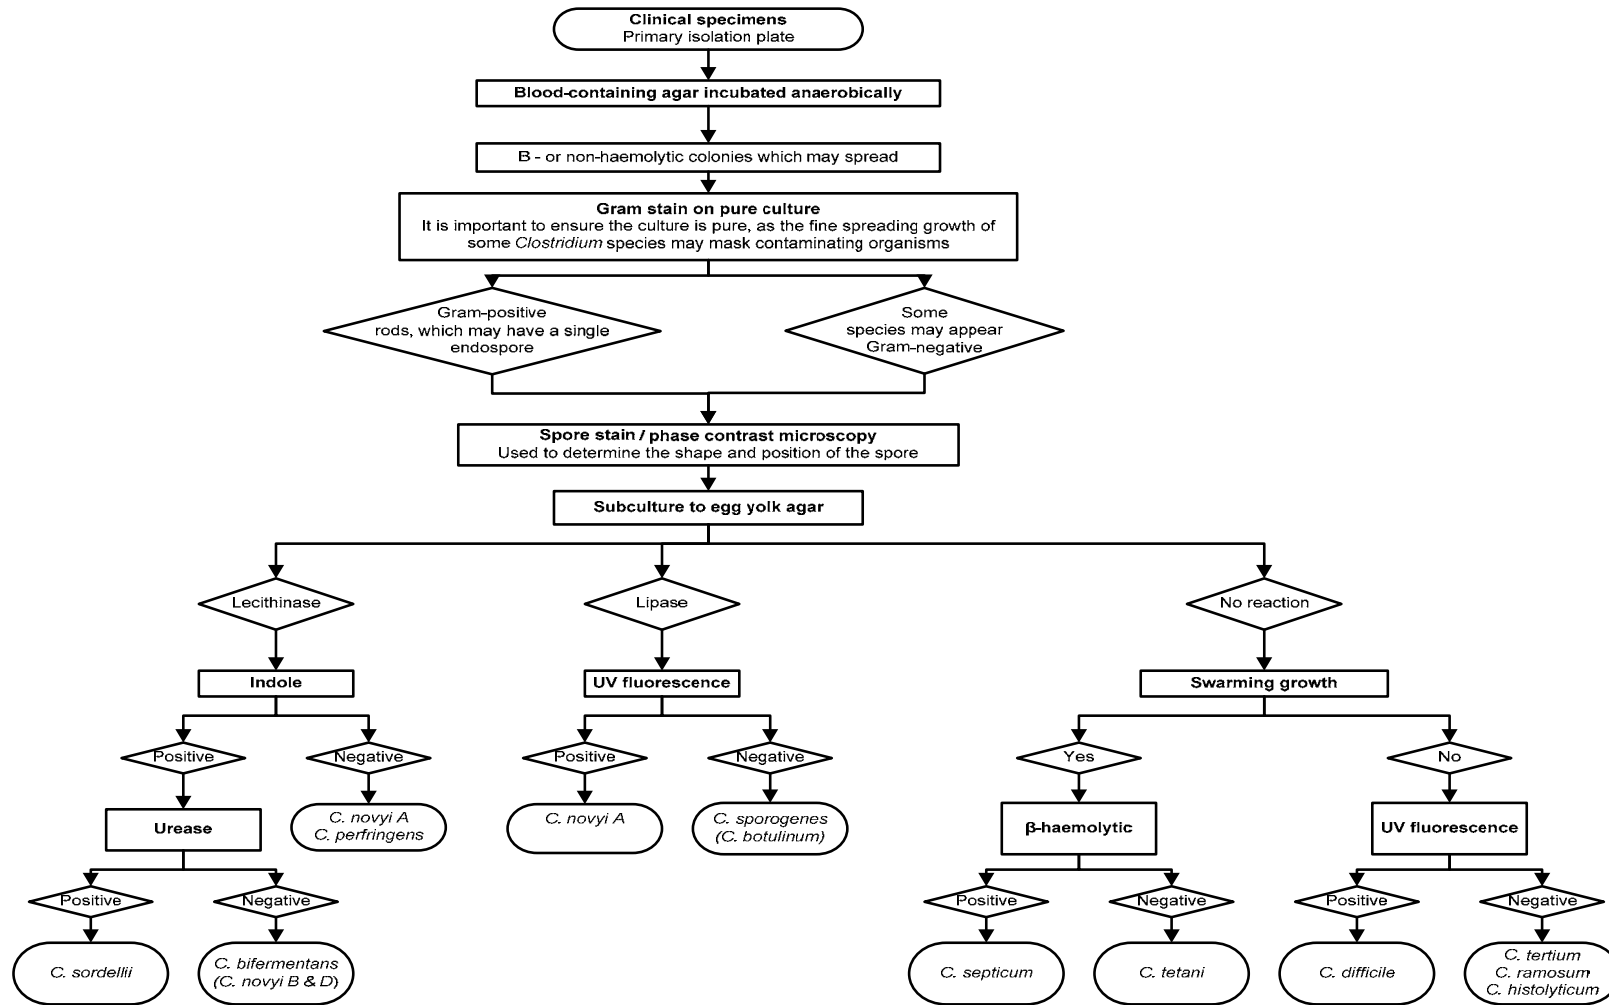 Clinical specimens
Primary isolation plate
Blood-containing agar incubated anaerobically
B - or non-haemolytic colonies which may spread
Gram stain on pure culture
It is important to ensure the culture is pure, as the fine spreading growth of
some Clostridium species may mask contaminating organisms
Gram-positive
rods, which may have a single
endospore
Some
species may appear
Gram-negative
Spore stain / phase contrast microscopy
Used to determine the shape and position of the spore
Subculture to egg yolk agar
Lecithinase
Lipase
No reaction
Indole
UV fluorescence
Swarming growth
Positive
Negative
Positive
Negative
Yes
No
Urease
C. novyi A
C. perfringens
C. novyi A
C. sporogenes
(C. botulinum)
β-haemolytic
UV fluorescence
Positive
Negative
Positive
Negative
Positive
Negative
C. sordellii
C. bifermentans
(C. novyi B & D)
C. septicum
C. tetani
C. difficile
C. tertium
C. ramosum
C. histolyticum